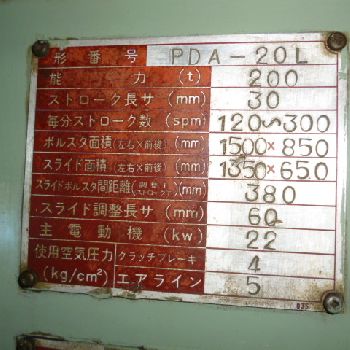 形番号 PDA-20L
能力 (t) 200
ストローク長サ (mm) 30
毎分ストローク数 (spm) 120~300
ボルスタ面積(左右×前後) (mm) 1500×850
スライド面積(左右×前後) (mm) 1350×650
スライドボルスタ間距離 (mm) 380
スライド調整長サ (mm) 60
主電動機 (kw) 22
使用空気圧力 クラッチブレーキ 4
(kg/cm²) エアライン 5